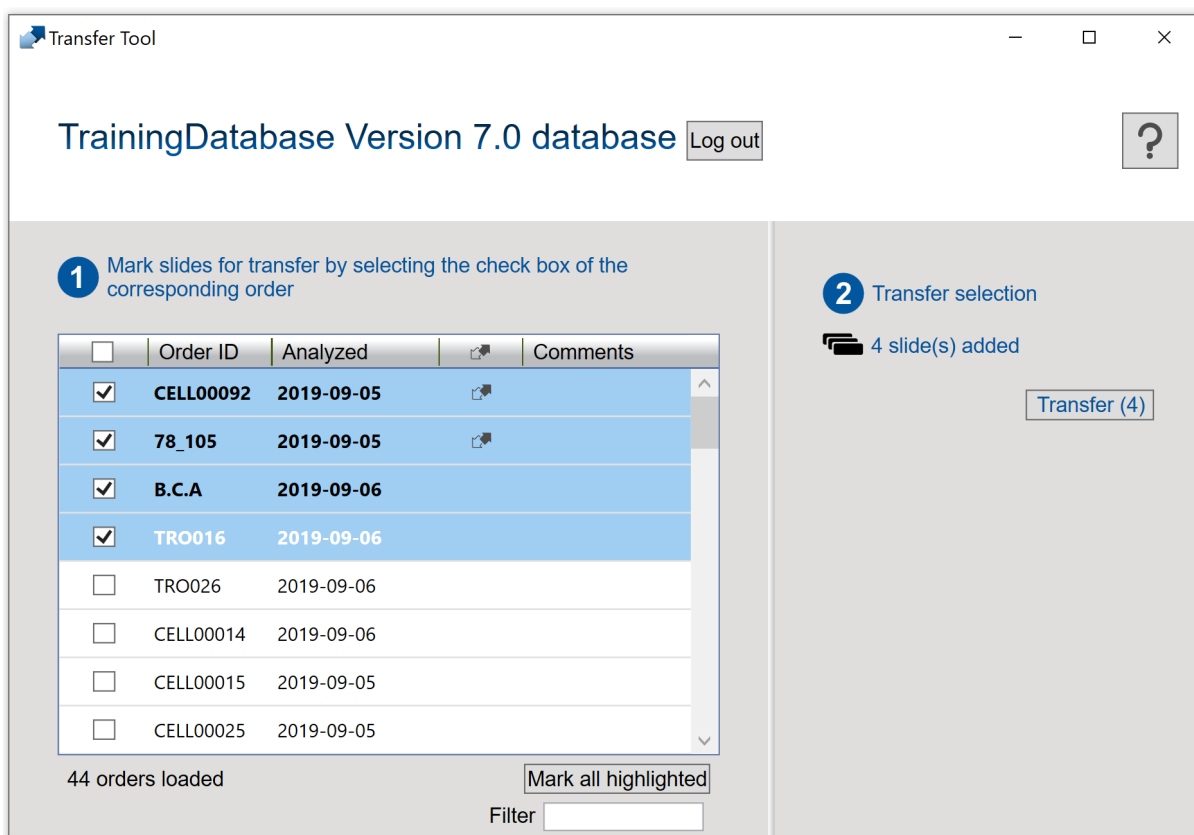 Transfer Tool
TrainingDatabase Version 7.0 database Log out
?
1 Mark slides for transfer by selecting the check box of the
corresponding order
Order ID Analyzed Comments
CELL00092 2019-09-05
78_105 2019-09-05
B.C.A 2019-09-06
TRO016 2019-09-06
TRO026 2019-09-06
CELL00014 2019-09-06
CELL00015 2019-09-05
CELL00025 2019-09-05
44 orders loaded Mark all highlighted
Filter
2 Transfer selection
4 slide(s) added
Transfer (4)